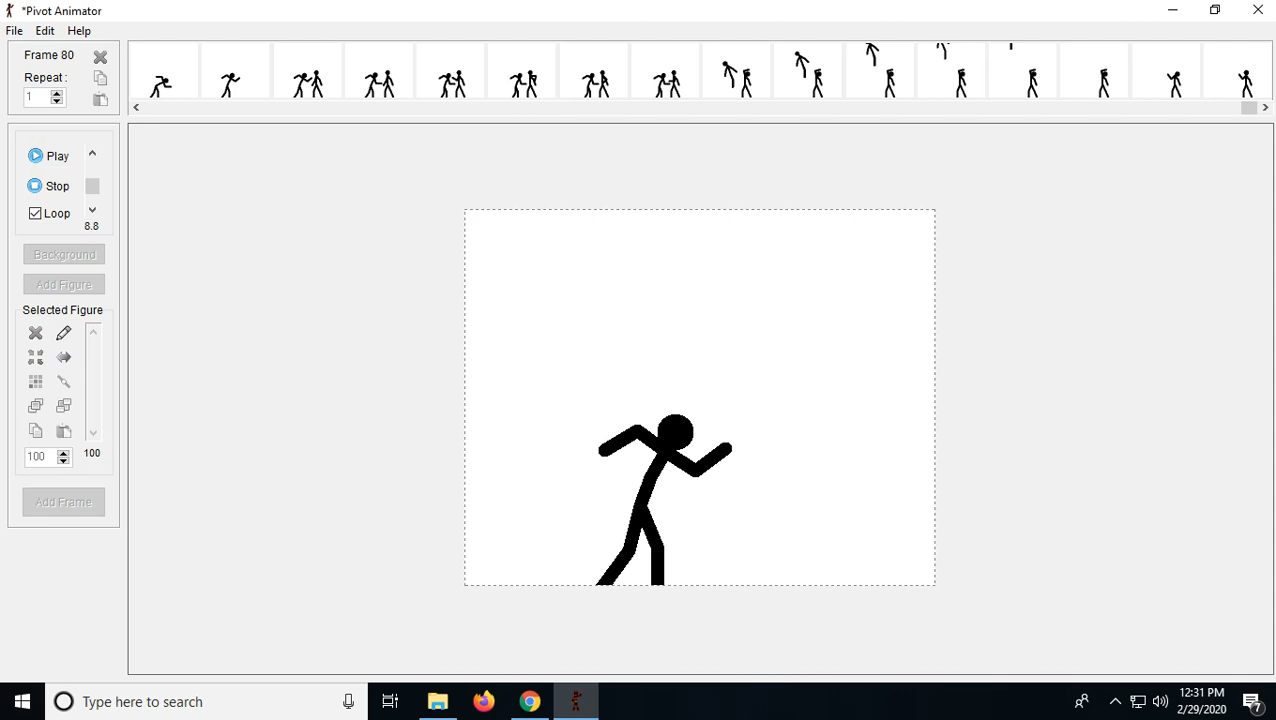 *Pivot Animator
File Edit Help
Frame 80
Repeat :
1
Play
Stop
Loop
8.8
Background
Add Figure
Selected Figure
100
100
Add Frame
Type here to search
12:31 PM
2/29/2020
7